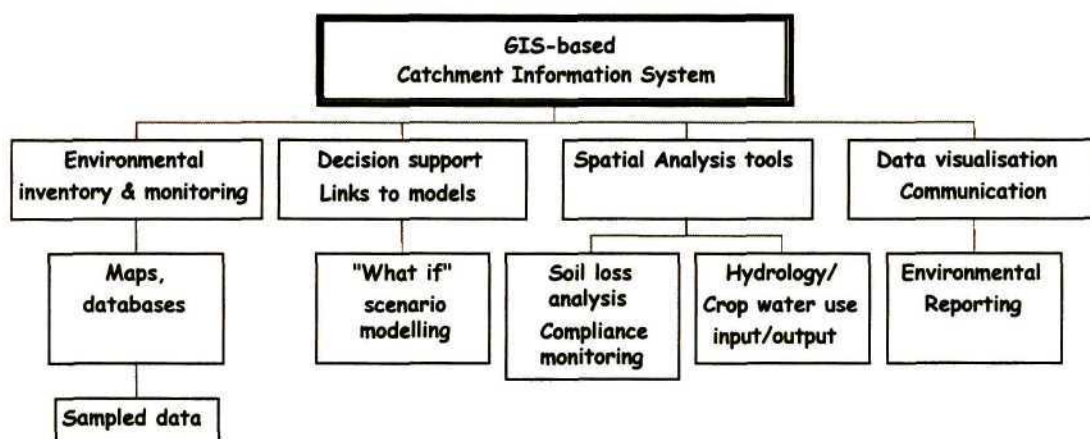 GIS-based
Catchment Information System
Environmental
inventory & monitoring
Decision support
Links to models
Spatial Analysis tools
Data visualisation
Communication
Maps,
databases
"What if"
scenario
modelling
Soil loss
analysis
Compliance
monitoring
Hydrology/
Crop water use
input/output
Environmental
Reporting
Sampled data